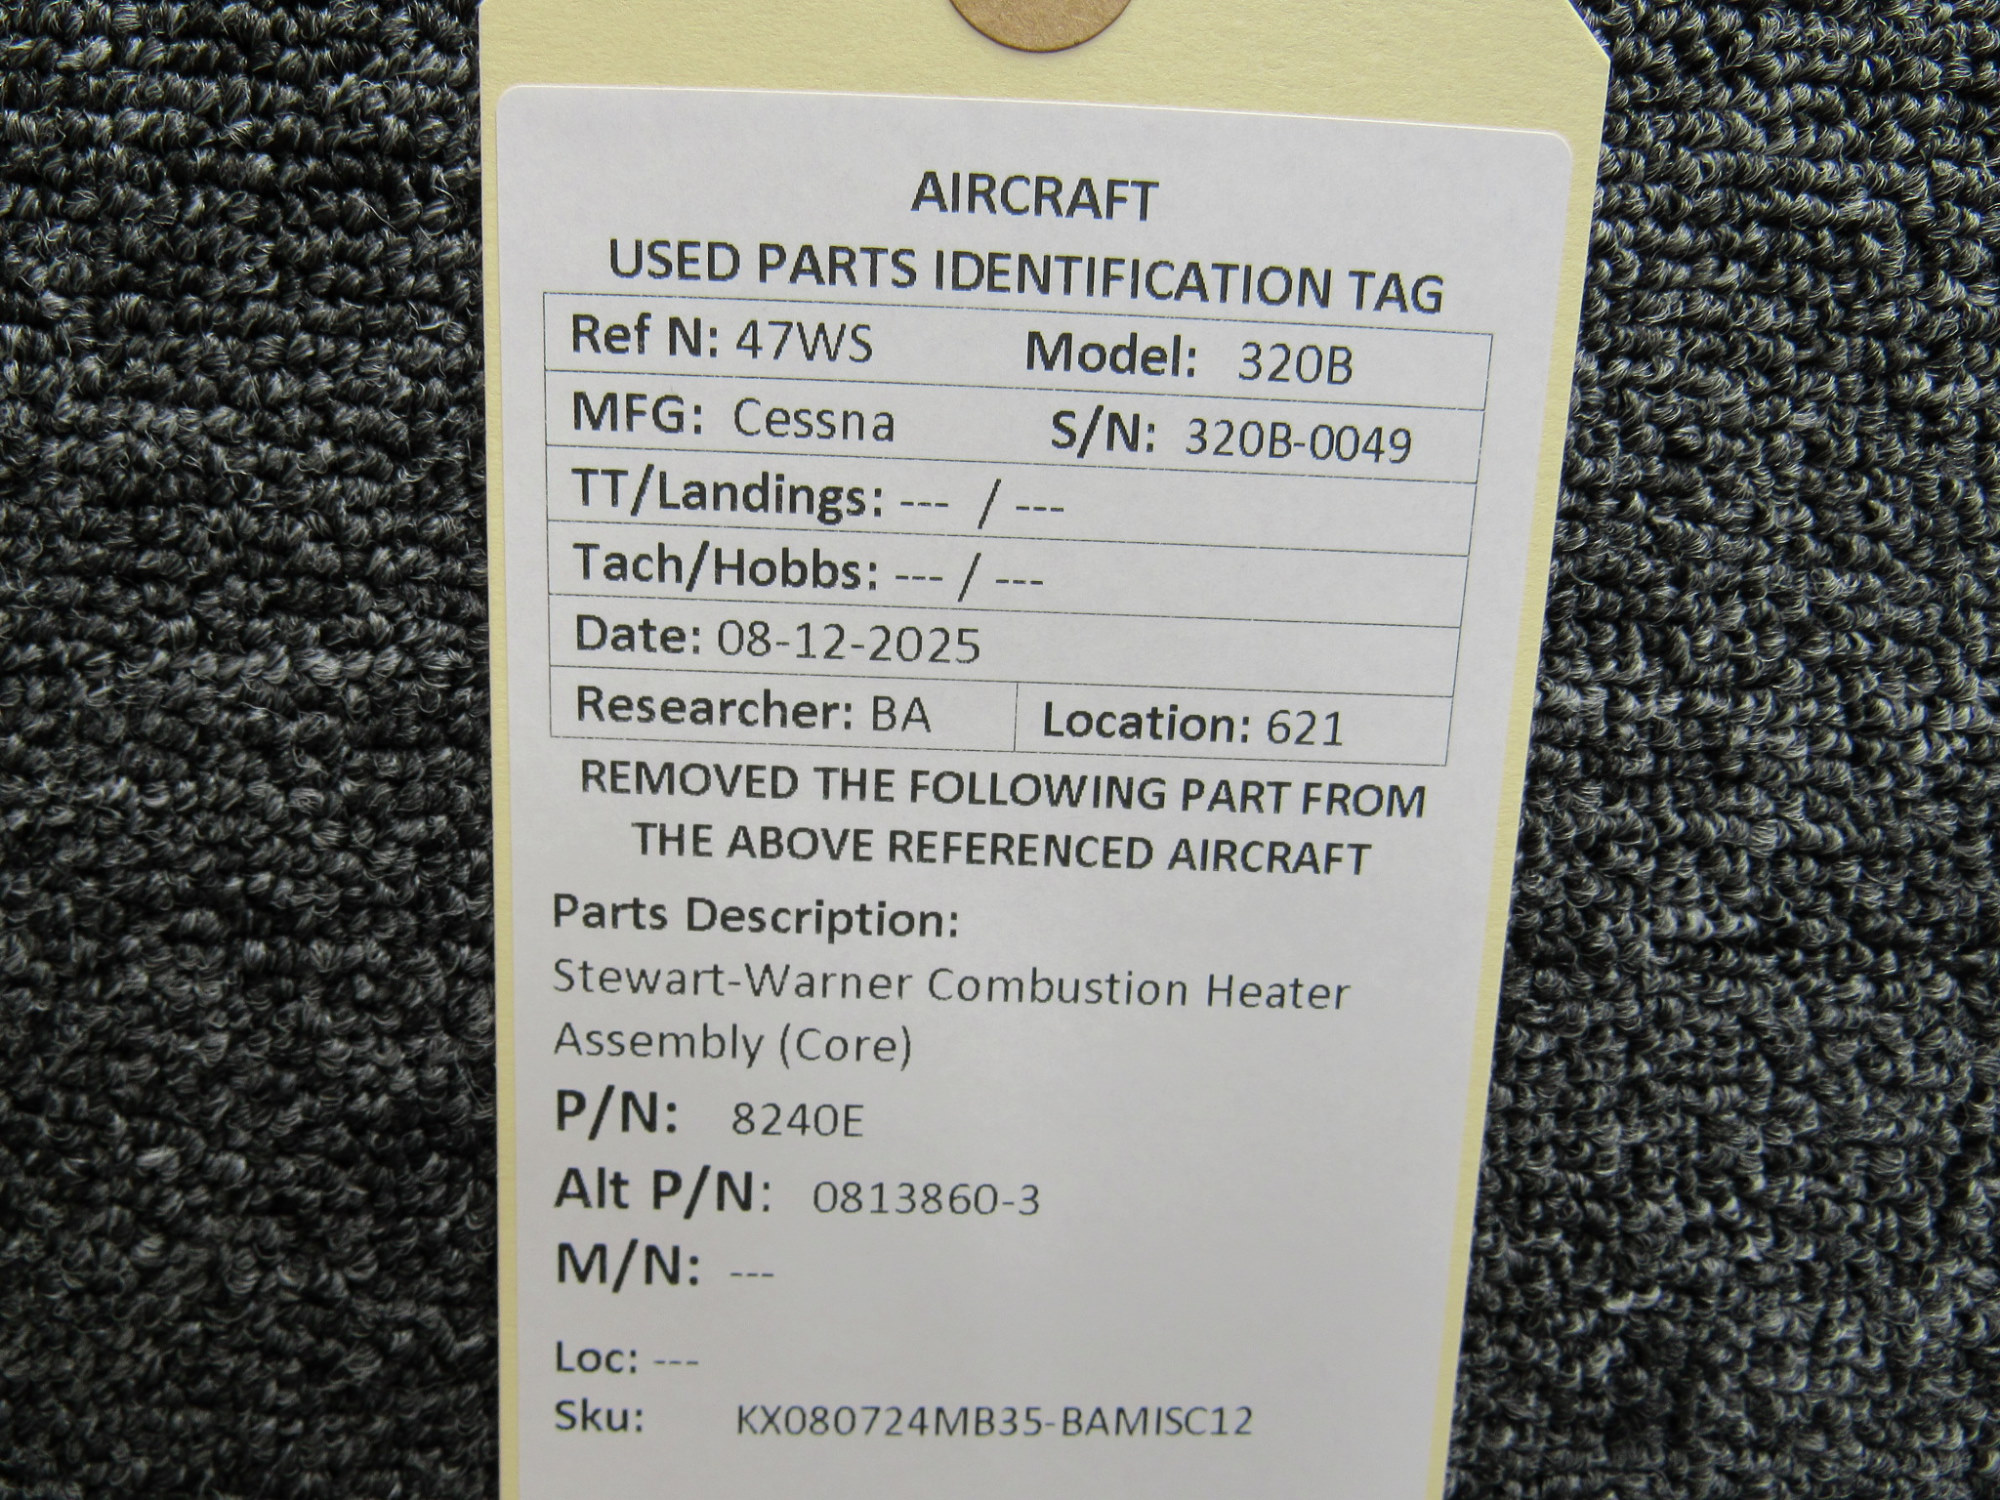 AIRCRAFT
USED PARTS IDENTIFICATION TAG
Ref N: 47WS Model: 320B
MFG: Cessna S/N: 320B-0049
TT/Landings: --- / ---
Tach/Hobbs: --- / ---
Date: 08-12-2025
Researcher: BA Location: 621
REMOVED THE FOLLOWING PART FROM
THE ABOVE REFERENCED AIRCRAFT
Parts Description:
Stewart-Warner Combustion Heater
Assembly (Core)
P/N: 8240E
Alt P/N: 0813860-3
M/N: ---
Loc: ---
Sku: KX080724MB35-BAMISC12